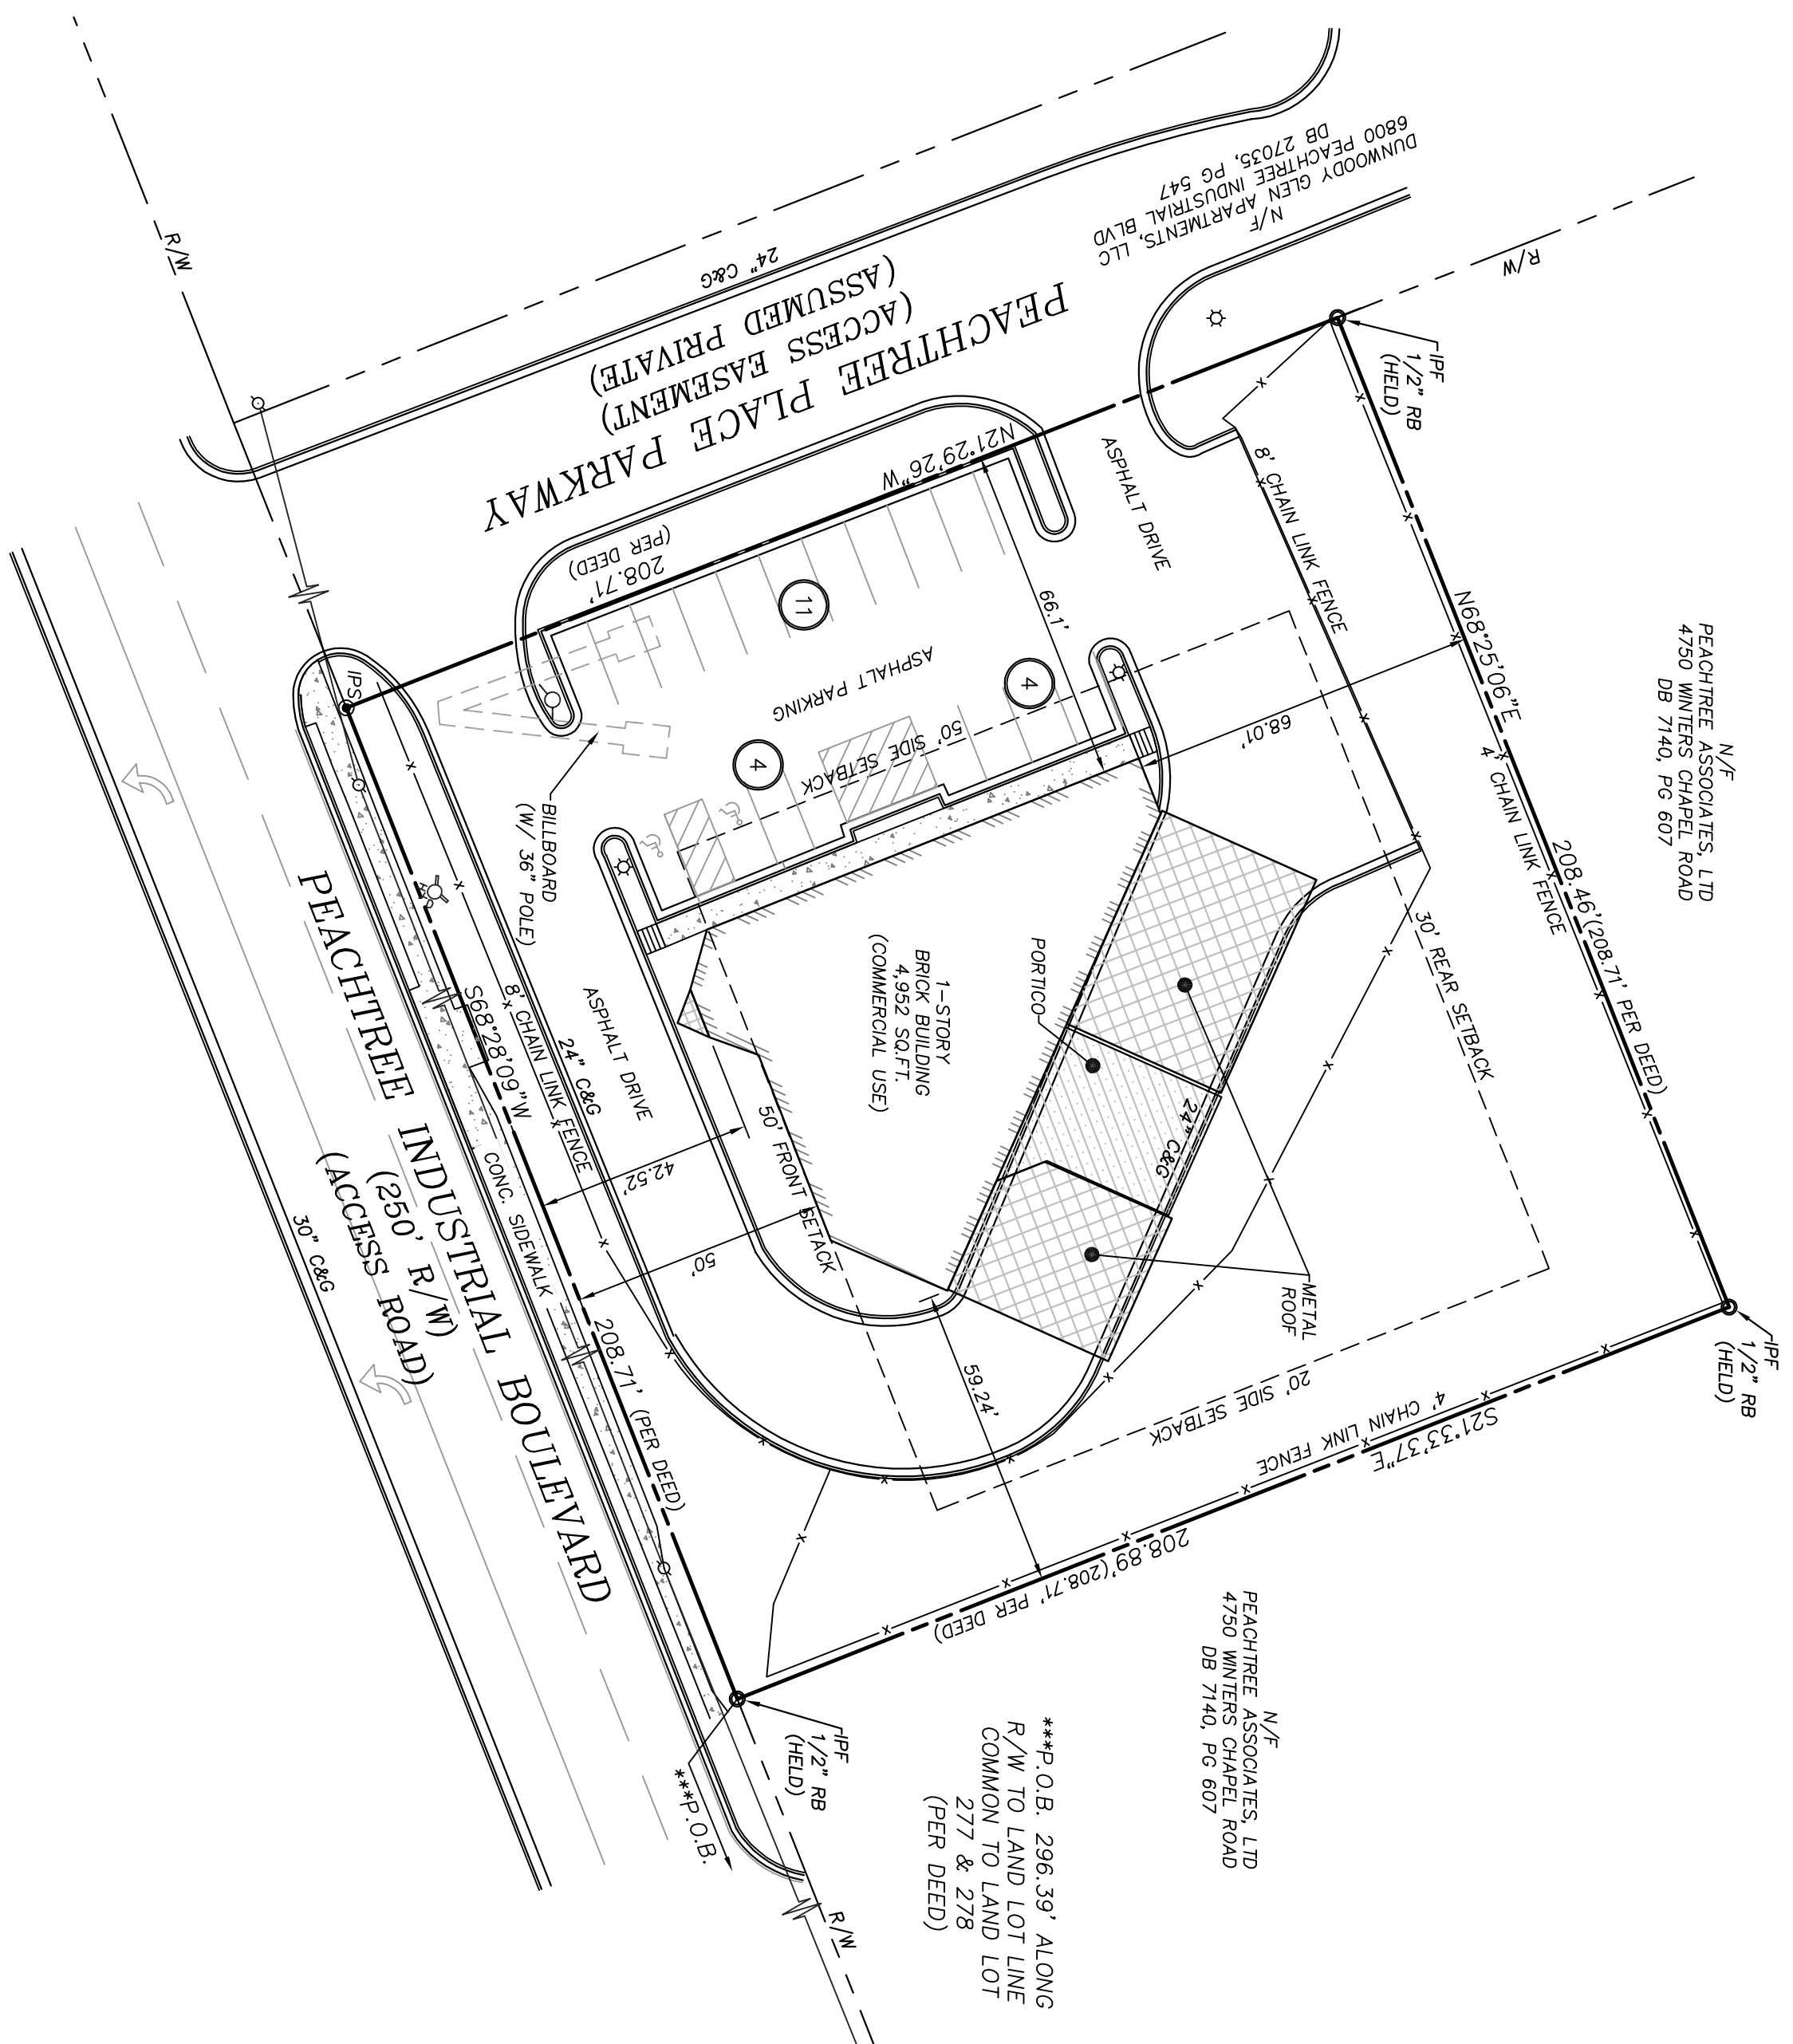 R/W
24" C&G
PEACHTREE PLACE PARKWAY
(ACCESS EASEMENT)
(ASSUMED PRIVATE)
N/F
DUNWOODY GLEN APARTMENTS, LLC
6800 PEACHTREE INDUSTRIAL BLVD
DB 27035, PG 547
R/W
IPF
1/2" RB
(HELD)
N21°29'26"W
208.71'
(PER DEED)
ASPHALT DRIVE
8' CHAIN LINK FENCE
N68°25'06"E
208.46'(208.71' PER DEED)
4' CHAIN LINK FENCE
N/F
PEACHTREE ASSOCIATES, LTD
4750 WINTERS CHAPEL ROAD
DB 7140, PG 607
11
4
4
ASPHALT PARKING
66.1'
68.01'
50' SIDE SETBACK
IPS
BILLBOARD
(W/ 36" POLE)
1-STORY
BRICK BUILDING
4,952 SQ.FT.
(COMMERCIAL USE)
PORTICO
30' REAR SETBACK
24" C&G
METAL
ROOF
ASPHALT DRIVE
24" C&G
8' CHAIN LINK FENCE
S68°28'09"W
208.71' (PER DEED)
CONC. SIDEWALK
42.52'
50'
50' FRONT SETACK
59.24'
20' SIDE SETBACK
4' CHAIN LINK FENCE
S21°33'37"E
208.89'(208.71' PER DEED)
IPF
1/2" RB
(HELD)
PEACHTREE INDUSTRIAL BOULEVARD
(250' R/W)
(ACCESS ROAD)
30" C&G
N/F
PEACHTREE ASSOCIATES, LTD
4750 WINTERS CHAPEL ROAD
DB 7140, PG 607
IPF
1/2" RB
(HELD)
***P.O.B.
***P.O.B. 296.39' ALONG
R/W TO LAND LOT LINE
COMMON TO LAND LOT
277 & 278
(PER DEED)
R/W